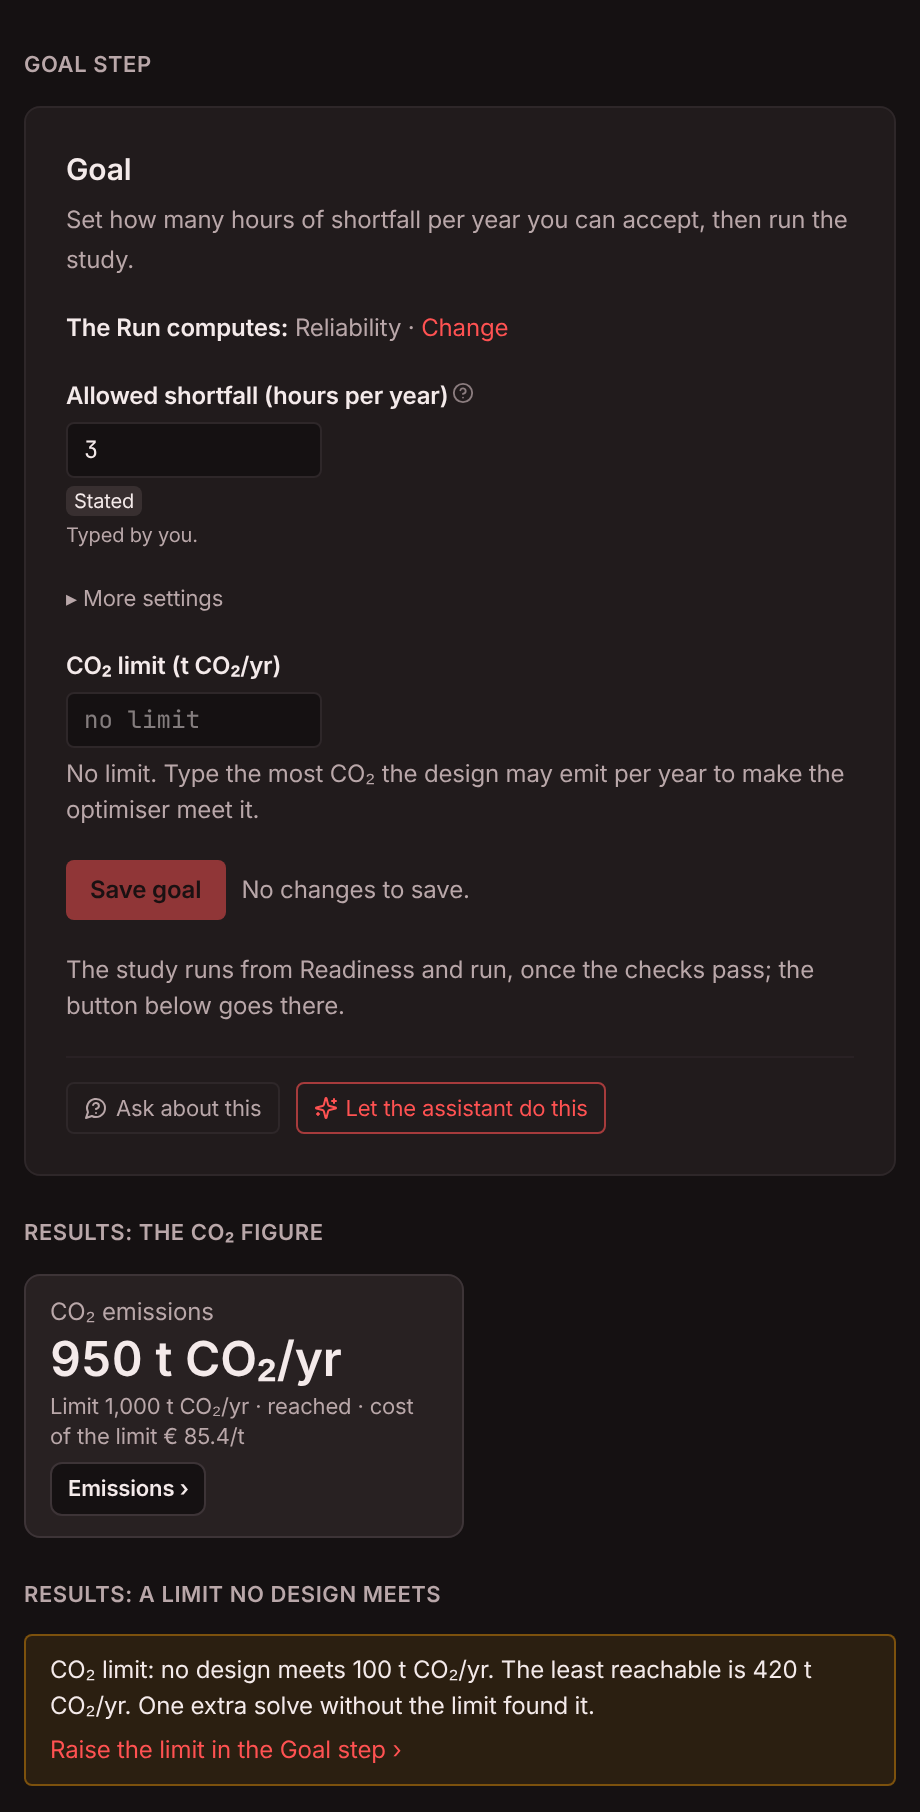 GOAL STEP
Goal
Set how many hours of shortfall per year you can accept, then run the
study.
The Run computes: Reliability · Change
Allowed shortfall (hours per year)
3
Stated
Typed by you.
▸ More settings
CO₂ limit (t CO₂/yr)
no limit
No limit. Type the most CO₂ the design may emit per year to make the
optimiser meet it.
Save goal No changes to save.
The study runs from Readiness and run, once the checks pass; the
button below goes there.
Ask about this Let the assistant do this
RESULTS: THE CO₂ FIGURE
CO₂ emissions
950 t CO₂/yr
Limit 1,000 t CO₂/yr · reached · cost
of the limit € 85.4/t
Emissions ›
RESULTS: A LIMIT NO DESIGN MEETS
CO₂ limit: no design meets 100 t CO₂/yr. The least reachable is 420 t
CO₂/yr. One extra solve without the limit found it.
Raise the limit in the Goal step ›